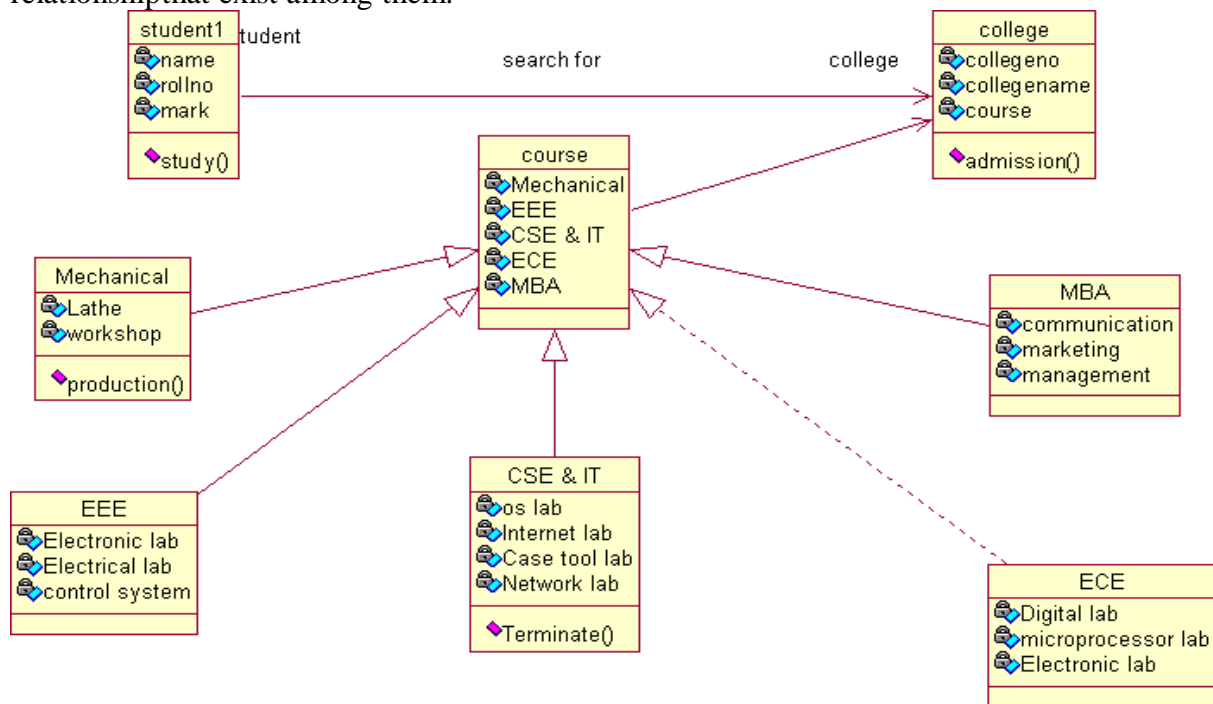 relationshipthat exist among them.
student1
tudent
name
rollno
mark
study()
search for
college
college
collegeno
collegename
course
admission()
course
Mechanical
EEE
CSE & IT
ECE
MBA
Mechanical
Lathe
workshop
production()
MBA
communication
marketing
management
EEE
Electronic lab
Electrical lab
control system
CSE & IT
os lab
Internet lab
Case tool lab
Network lab
Terminate()
ECE
Digital lab
microprocessor lab
Electronic lab